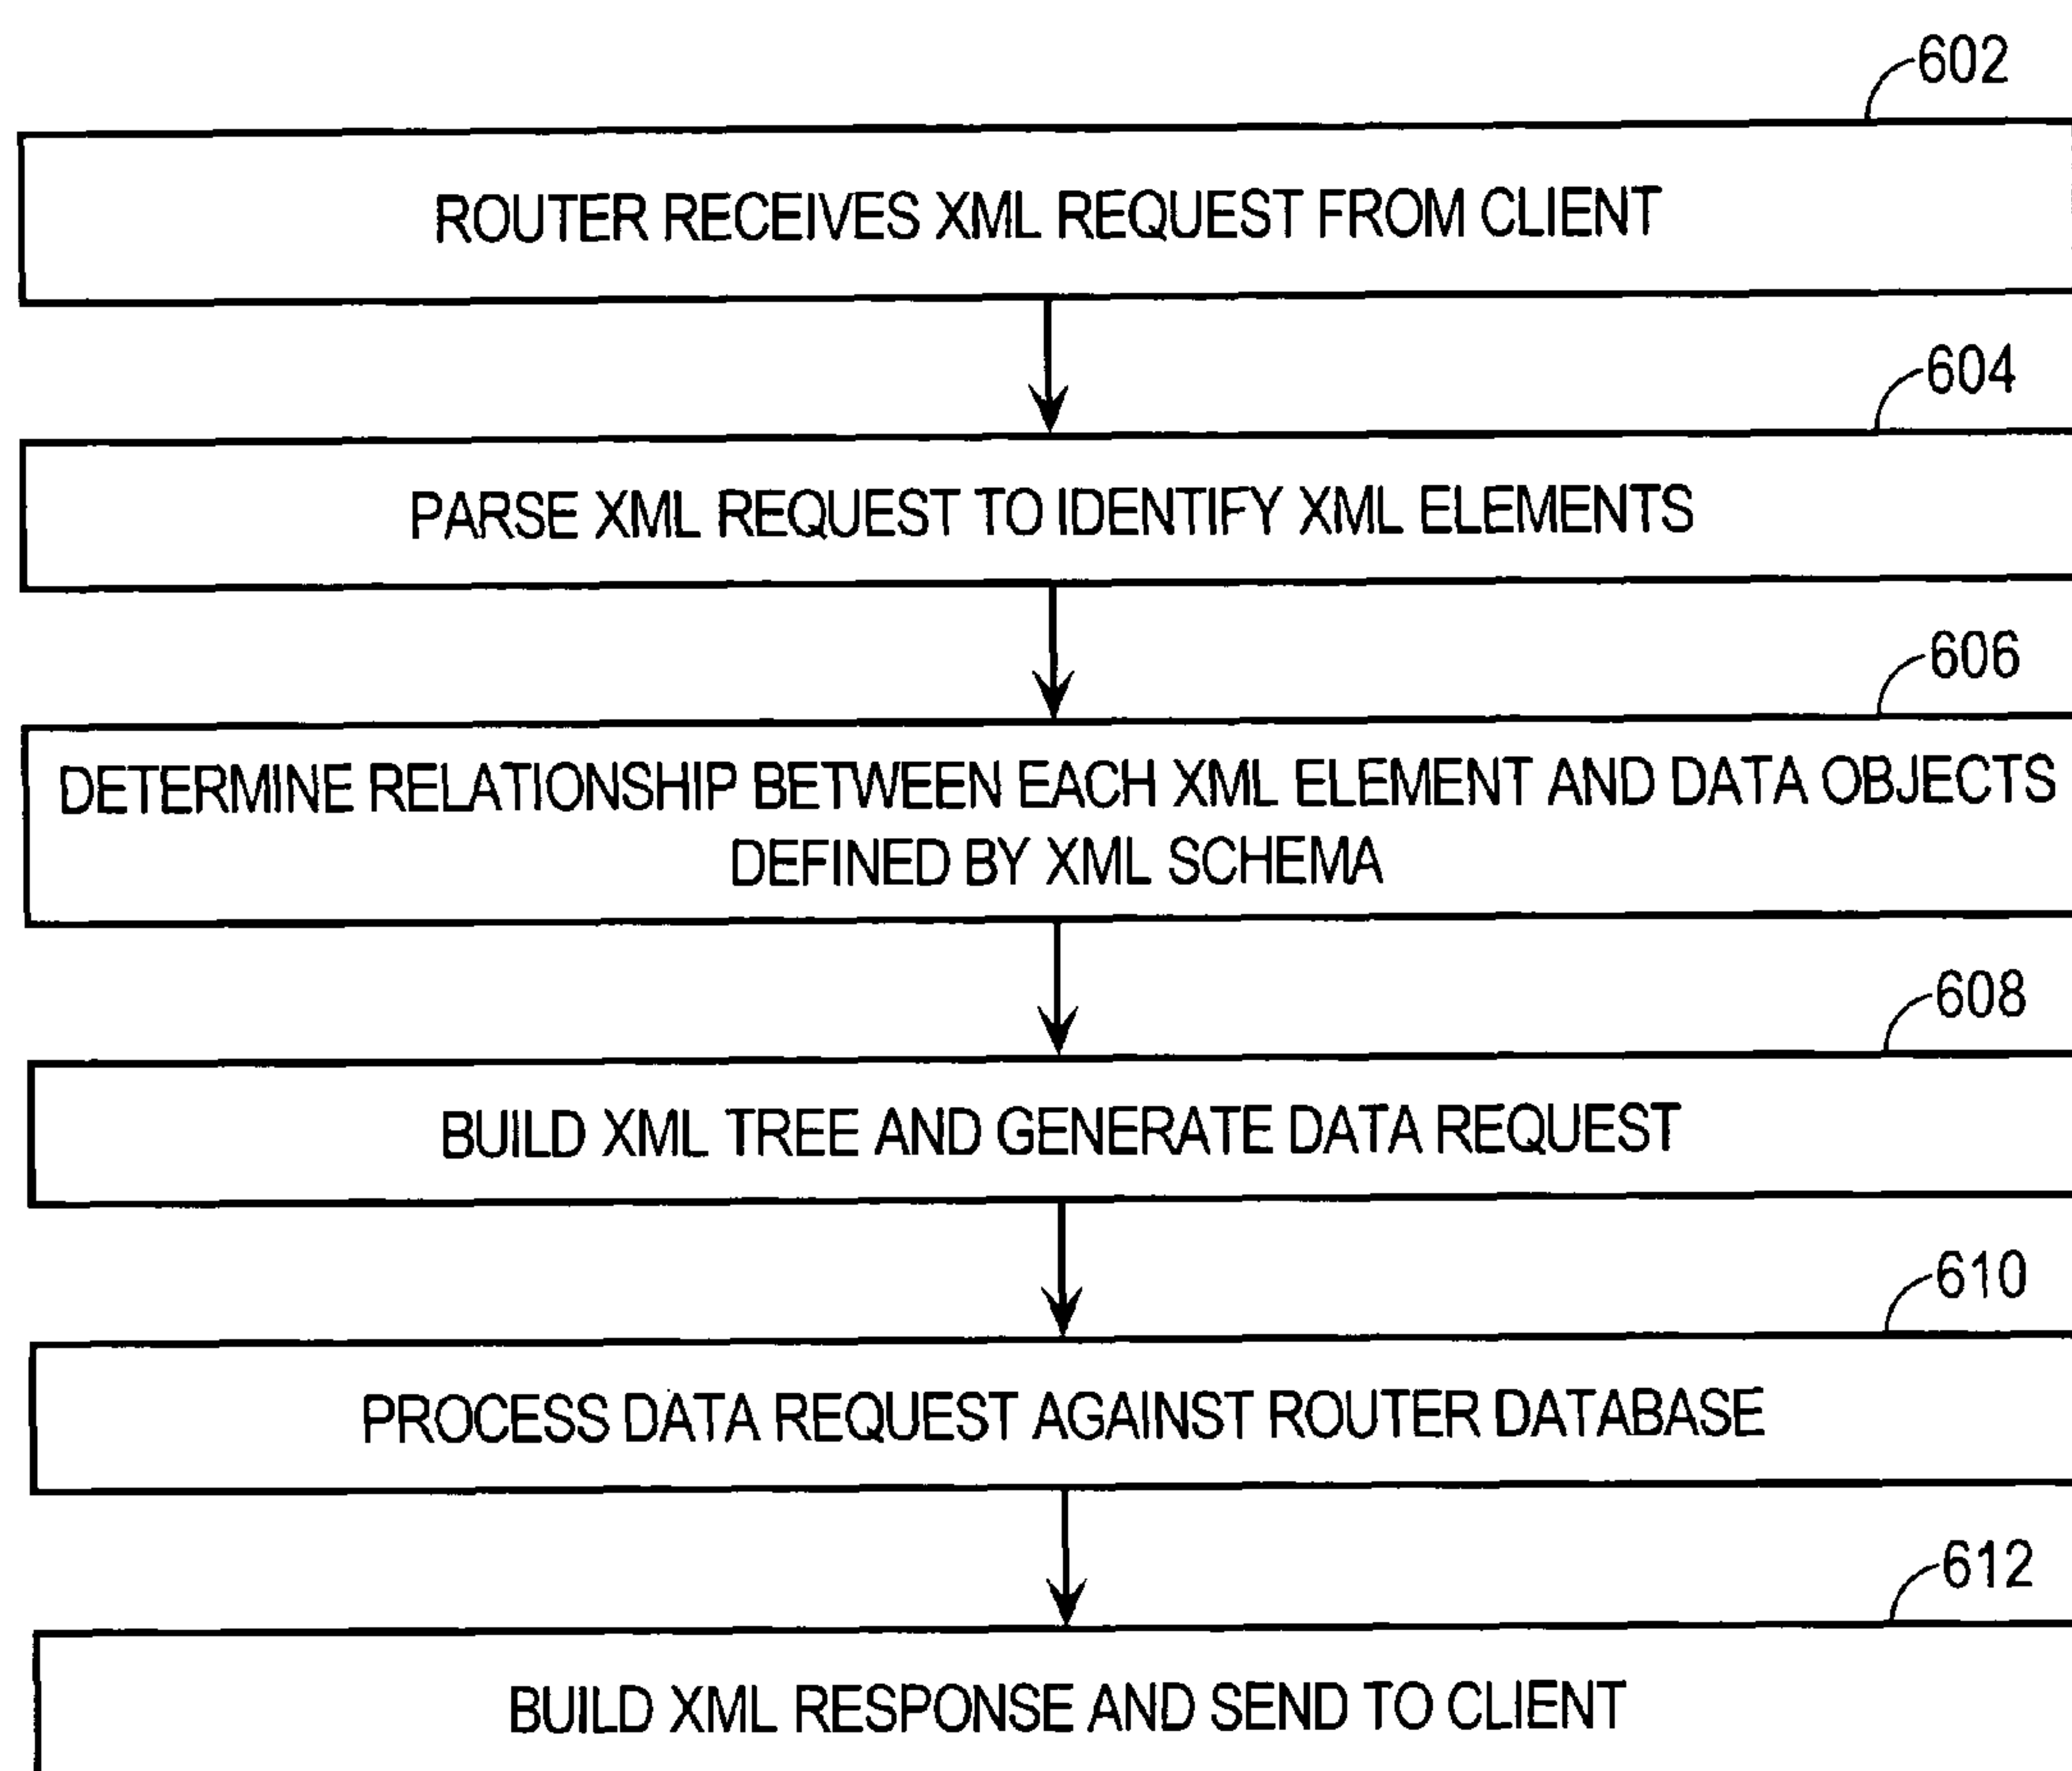 602
ROUTER RECEIVES XML REQUEST FROM CLIENT
604
PARSE XML REQUEST TO IDENTIFY XML ELEMENTS
606
DETERMINE RELATIONSHIP BETWEEN EACH XML ELEMENT AND DATA OBJECTS
DEFINED BY XML SCHEMA
608
BUILD XML TREE AND GENERATE DATA REQUEST
610
PROCESS DATA REQUEST AGAINST ROUTER DATABASE
612
BUILD XML RESPONSE AND SEND TO CLIENT